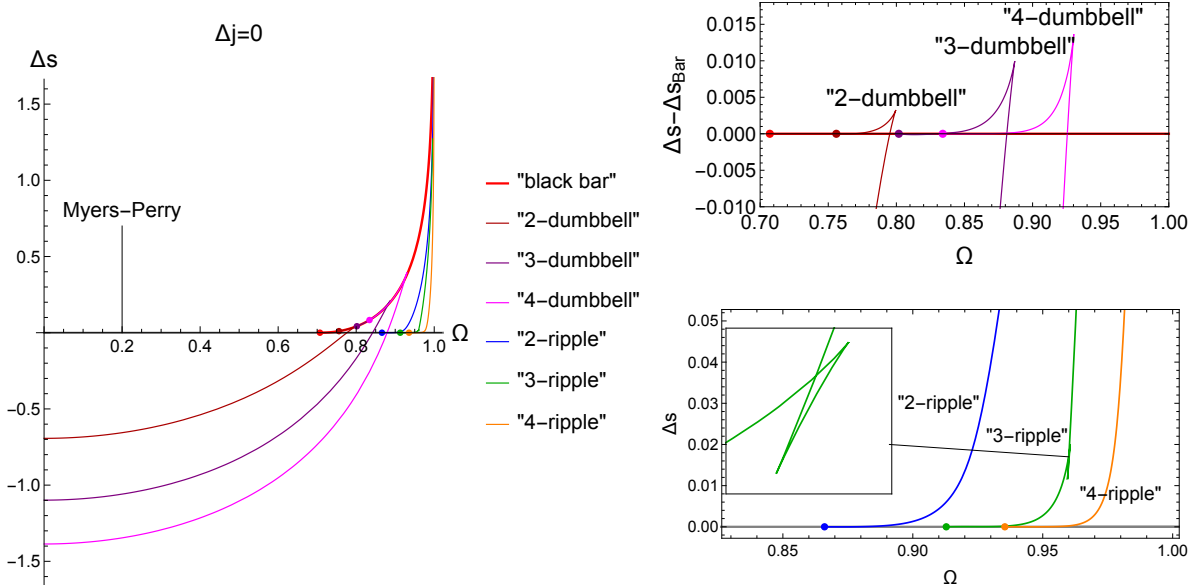 Δj=0
Δs
1.5
1.0
0.5
Myers-Perry
0.2
0.4
0.6
0.8
1.0
Ω
-0.5
-1.0
-1.5
"black bar"
"2-dumbbell"
"3-dumbbell"
"4-dumbbell"
"2-ripple"
"3-ripple"
"4-ripple"
"4-dumbbell"
"3-dumbbell"
"2-dumbbell"
Δs-Δs_Bar
0.015
0.010
0.005
0.000
-0.005
-0.010
0.70 0.75 0.80 0.85 0.90 0.95 1.00
Ω
Δs
0.05
0.04
0.03
0.02
0.01
0.00
"2-ripple"
"3-ripple"
"4-ripple"
0.85 0.90 0.95 1.00
Ω